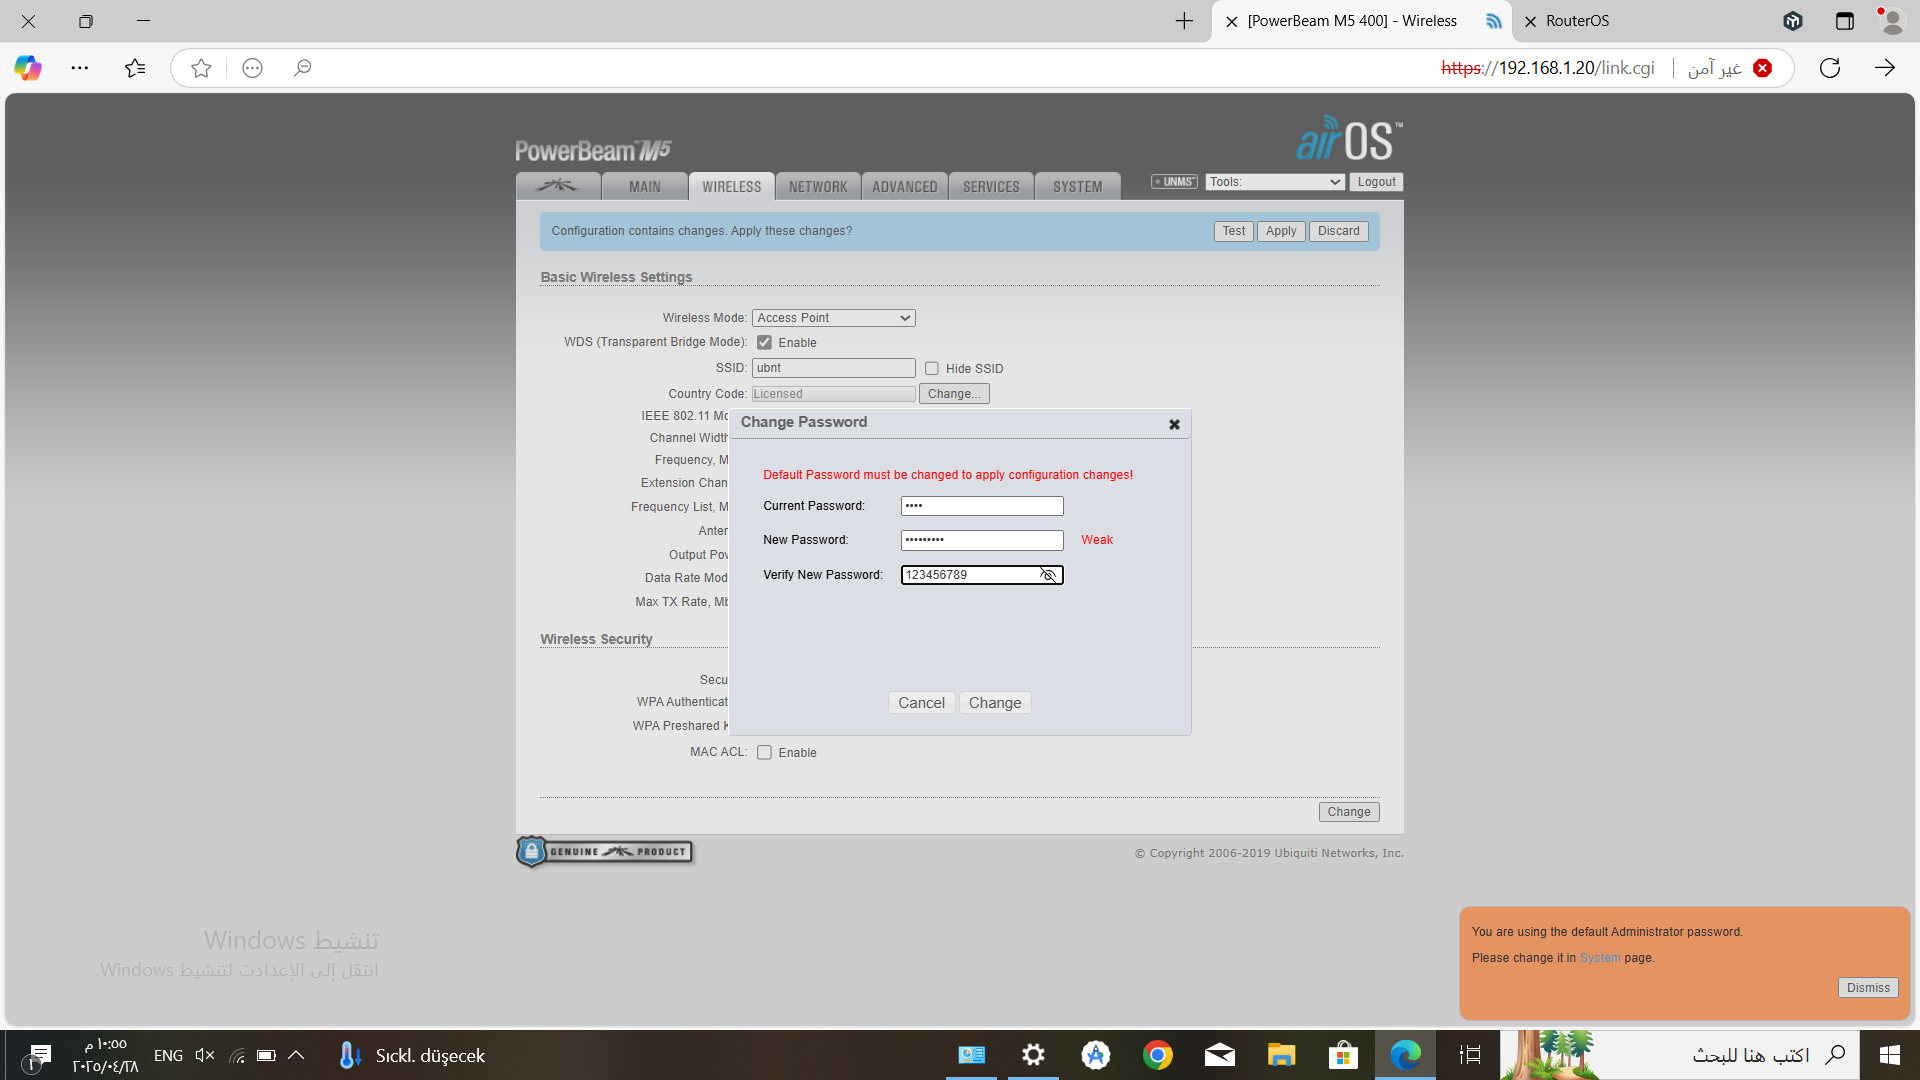 [PowerBeam M5 400] - Wireless
RouterOS
https://192.168.1.20/link.cgi
غير آمن
PowerBeam™ M5
airOS™
MAIN
WIRELESS
NETWORK
ADVANCED
SERVICES
SYSTEM
UNMS™
Tools:
Logout
Configuration contains changes. Apply these changes?
Test
Apply
Discard
Basic Wireless Settings
Wireless Mode: Access Point
WDS (Transparent Bridge Mode): Enable
SSID: ubnt Hide SSID
Country Code: Licensed Change...
IEEE 802.11 Mo
Channel Width
Frequency, M
Extension Chan
Frequency List, M
Anten
Output Pow
Data Rate Mod
Max TX Rate, Mb
Change Password
Default Password must be changed to apply configuration changes!
Current Password: ••••
New Password: ••••••••• Weak
Verify New Password: 123456789
Cancel
Change
Wireless Security
Secu
WPA Authenticat
WPA Preshared K
MAC ACL: Enable
Change
GENUINE PRODUCT
© Copyright 2006-2019 Ubiquiti Networks, Inc.
تنشيط Windows
انتقل إلى الإعدادت لتنشيط Windows.
You are using the default Administrator password.
Please change it in System page.
Dismiss
١٠:٥٥ م
٢٠٢٥/٠٤/٢٨
ENG
Sıckl. düşecek
اكتب هنا للبحث